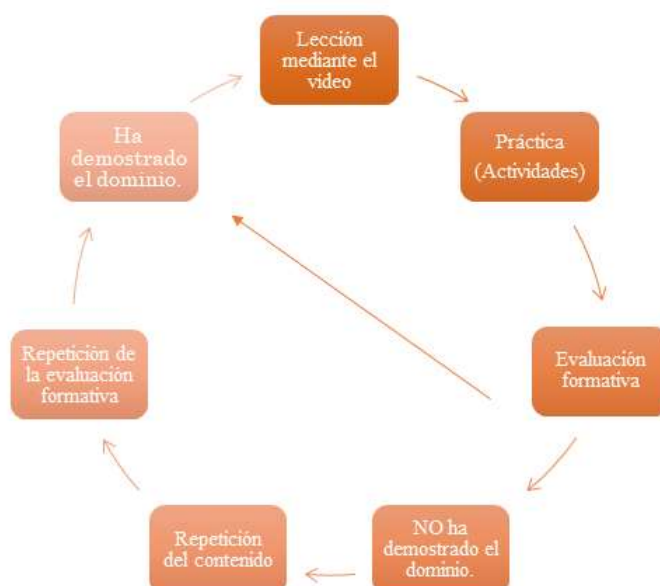 Lección
mediante el
video
Práctica
(Actividades)
Evaluación
formativa
NO ha
demostrado el
dominio.
Repetición
del contenido
Repetición de
la evaluación
formativa
Ha
demostrado
el dominio.